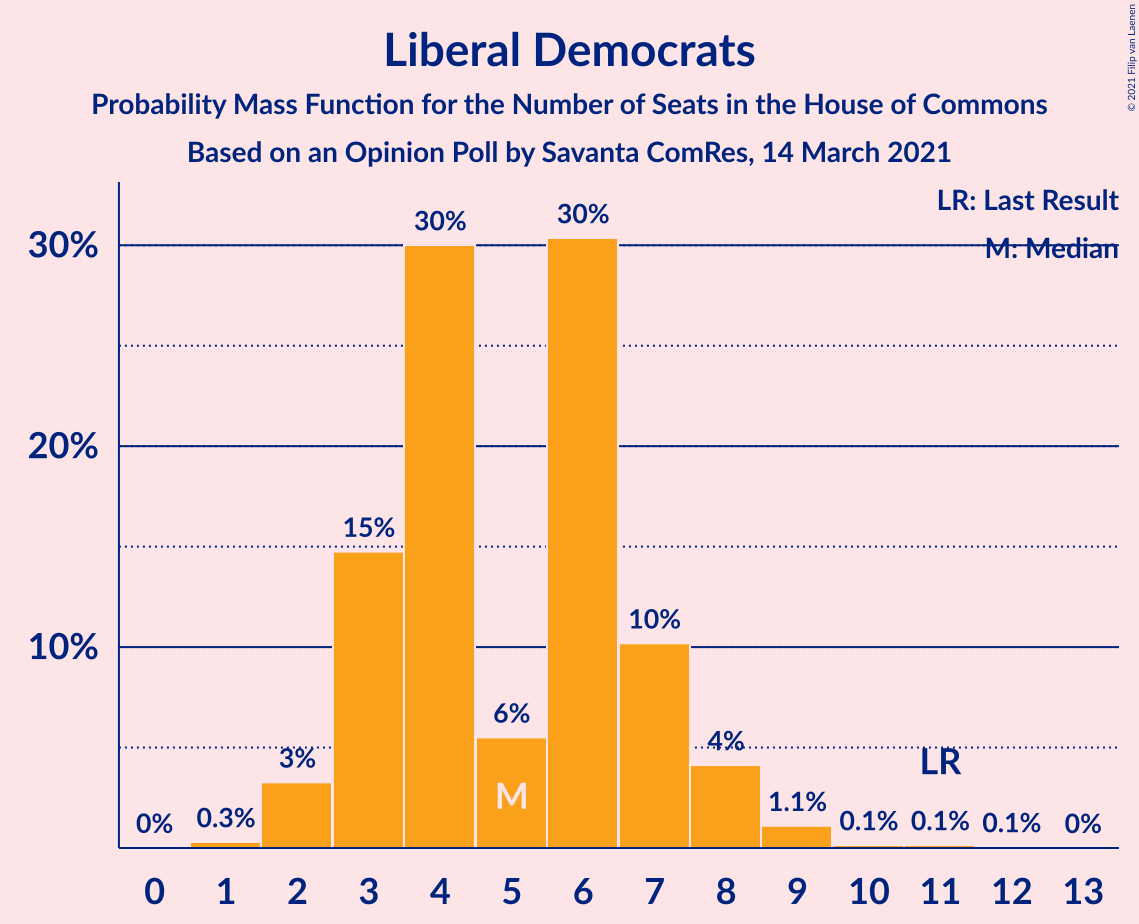 Liberal Democrats
Probability Mass Function for the Number of Seats in the House of Commons
Based on an Opinion Poll by Savanta ComRes, 14 March 2021
© 2021 Filip van Laenen
LR: Last Result
M: Median
30%
20%
10%
0%
0.3%
3%
15%
30%
6%
30%
10%
4%
1.1%
0.1%
0.1%
0.1%
0%
M
LR
0 1 2 3 4 5 6 7 8 9 10 11 12 13